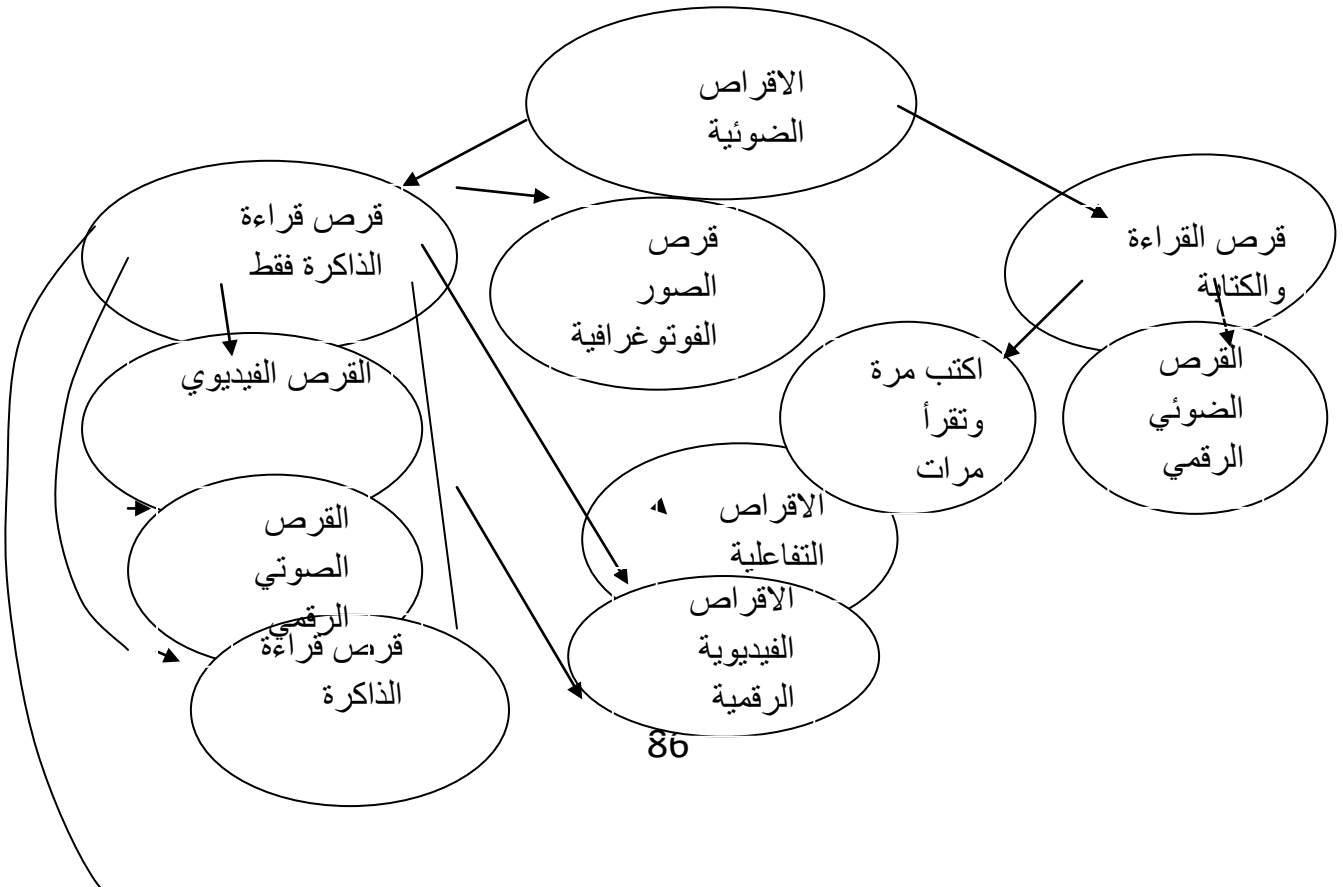 الاقراص
الضوئية
قرص القراءة
والكتابة
قرص
الصور
الفوتوغرافية
قرص قراءة
الذاكرة فقط
القرص
الضوئي
الرقمي
اكتب مرة
وتقرأ
مرات
القرص الفيديوي
الاقراص
التفاعلية
القرص
الصوتي
الرقمي
الاقراص
الفيديوية
الرقمية
قرص قراءة
الذاكرة
86